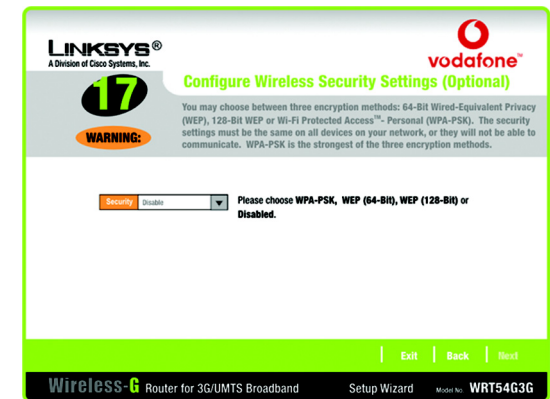 LINKSYS®
A Division of Cisco Systems, Inc.
vodafone™
17
Configure Wireless Security Settings (Optional)
WARNING:
You may choose between three encryption methods: 64-Bit Wired-Equivalent Privacy
(WEP), 128-Bit WEP or Wi-Fi Protected Access™- Personal (WPA-PSK). The security
settings must be the same on all devices on your network, or they will not be able to
communicate. WPA-PSK is the strongest of the three encryption methods.
Security Disable
Please choose WPA-PSK, WEP (64-Bit), WEP (128-Bit) or
Disabled.
Exit Back Next
Wireless-G Router for 3G/UMTS Broadband Setup Wizard Model No. WRT54G3G